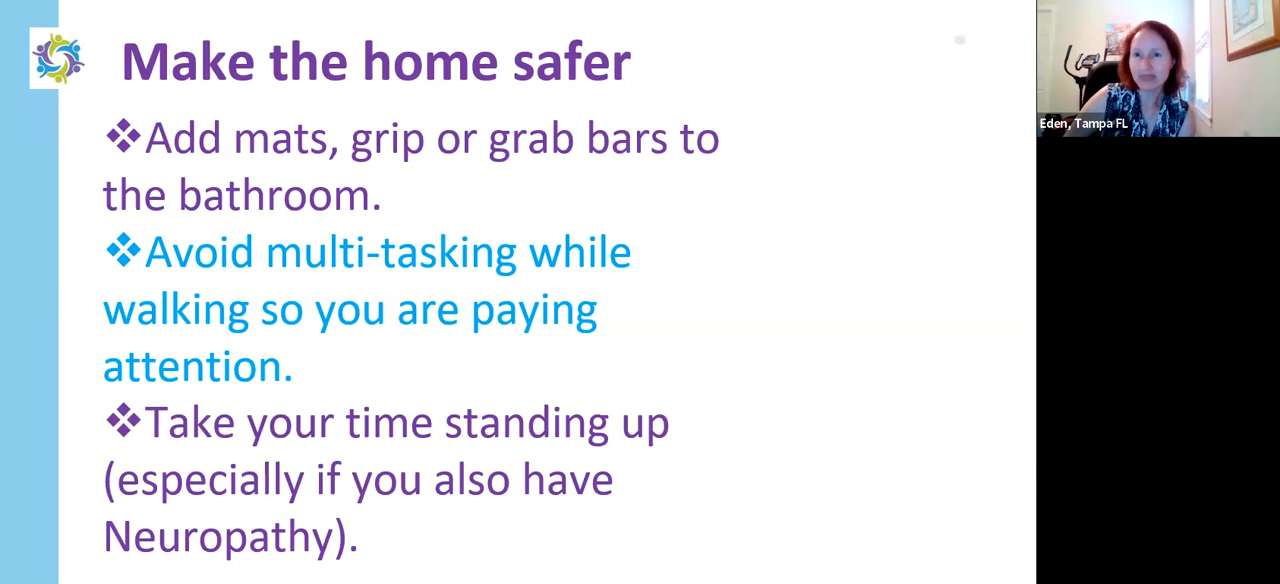 Make the home safer
❖Add mats, grip or grab bars to
the bathroom.
❖Avoid multi-tasking while
walking so you are paying
attention.
❖Take your time standing up
(especially if you also have
Neuropathy).
Eden, Tampa FL